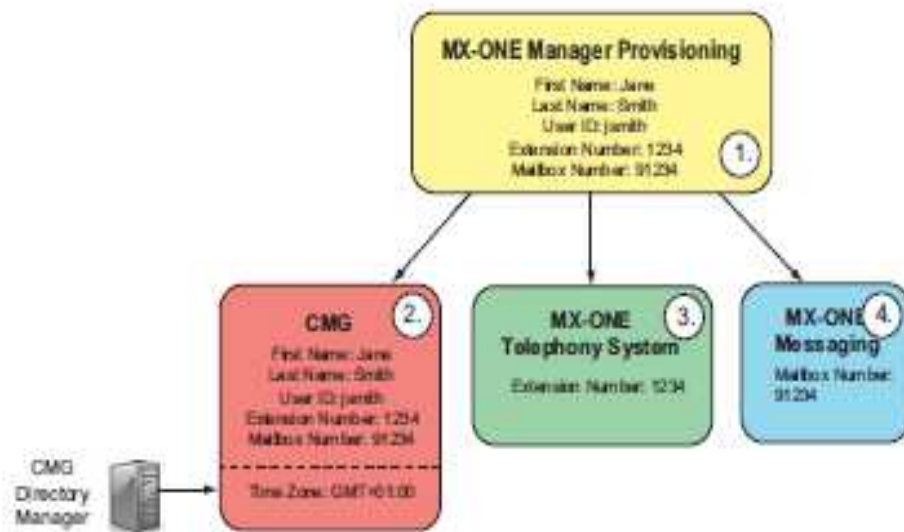 MX-ONE Manager Provisioning
First Name: Jane
Last Name: Smith
User ID: jsmith
Extension Number: 1234
Mailbox Number: 91234
1.
CMG
2.
First Name: Jane
Last Name: Smith
User ID: jsmith
Extension Number: 1234
Mailbox Number: 91234
Time Zone: GMT+01:00
MX-ONE
3.
Telephony System
Extension Number: 1234
MX-ONE
4.
Messaging
Mailbox Number:
91234
CMG
Directory
Manager